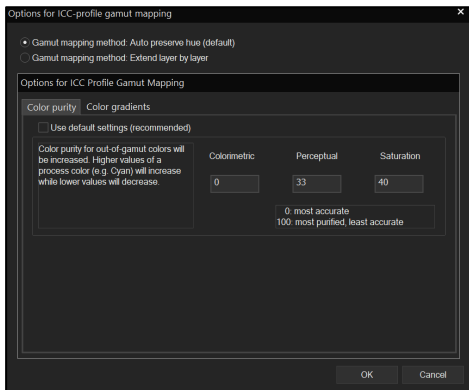 Options for ICC-profile gamut mapping
Gamut mapping method: Auto preserve hue (default)
Gamut mapping method: Extend layer by layer
Options for ICC Profile Gamut Mapping
Color purity Color gradients
Use default settings (recommended)
Color purity for out-of-gamut colors will
be increased. Higher values of a
process color (e.g. Cyan) will increase
while lower values will decrease.
Colorimetric Perceptual Saturation
0 33 40
0: most accurate
100: most purified, least accurate
OK Cancel